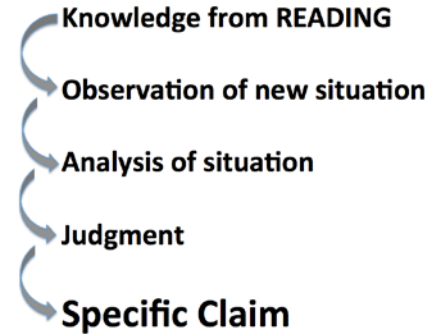 Knowledge from READING
Observation of new situation
Analysis of situation
Judgment
Specific Claim